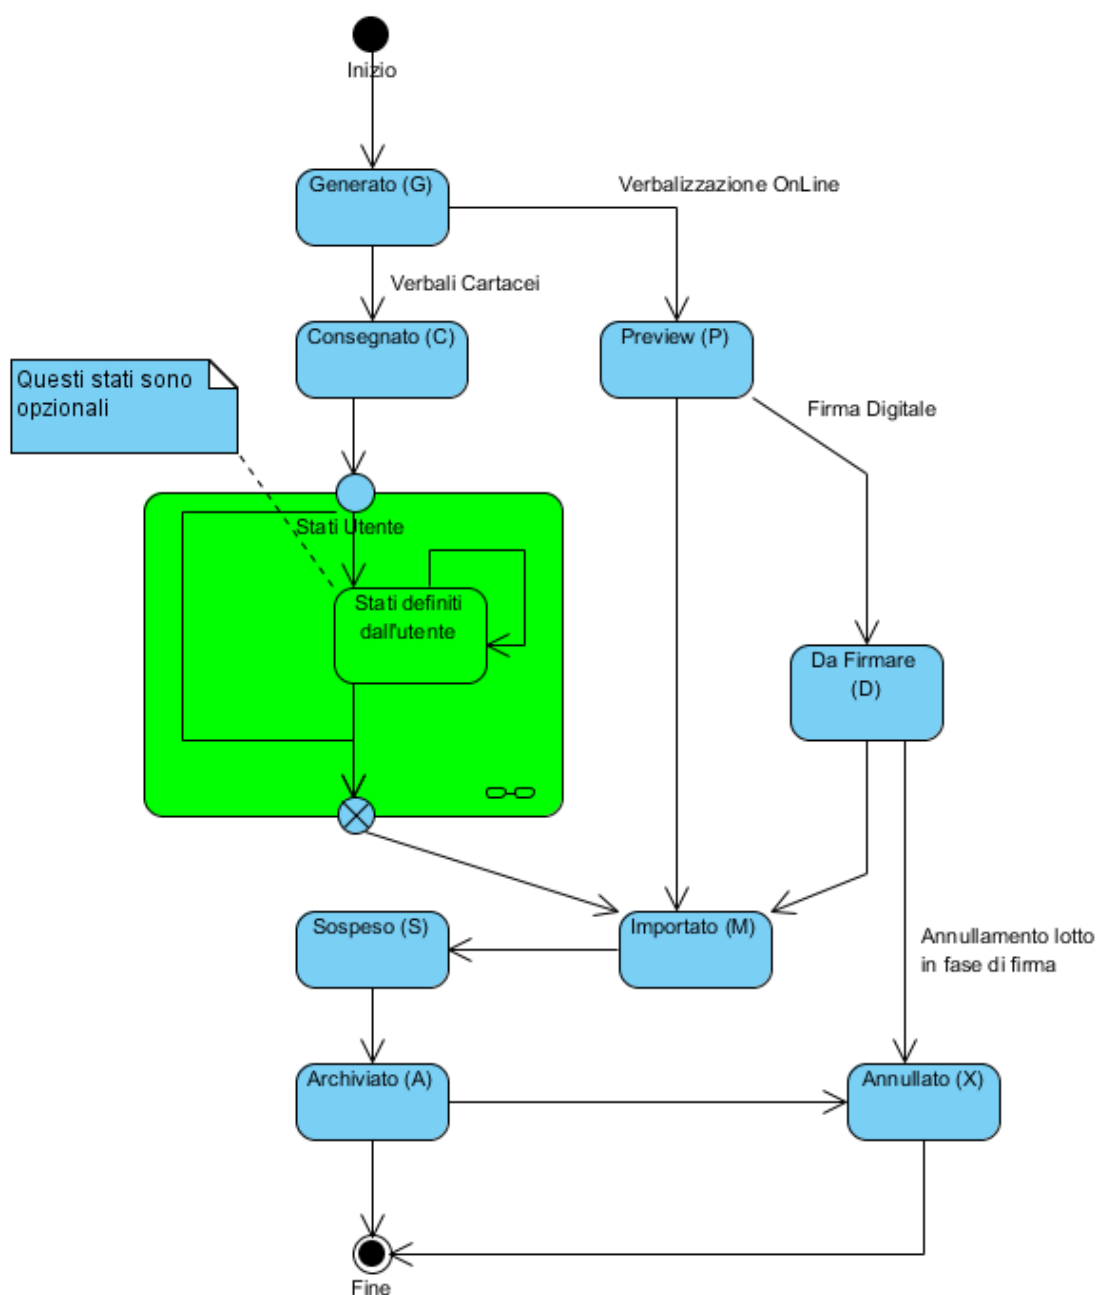 Inizio
Generato (G)
Verbalizzazione OnLine
Verbali Cartacei
Consegnato (C)
Preview (P)
Questi stati sono
opzionali
Firma Digitale
Stati Utente
Stati definiti
dall'utente
Da Firmare
(D)
Sospeso (S)
Importato (M)
Annullamento lotto
in fase di firma
Archiviato (A)
Annullato (X)
Fine